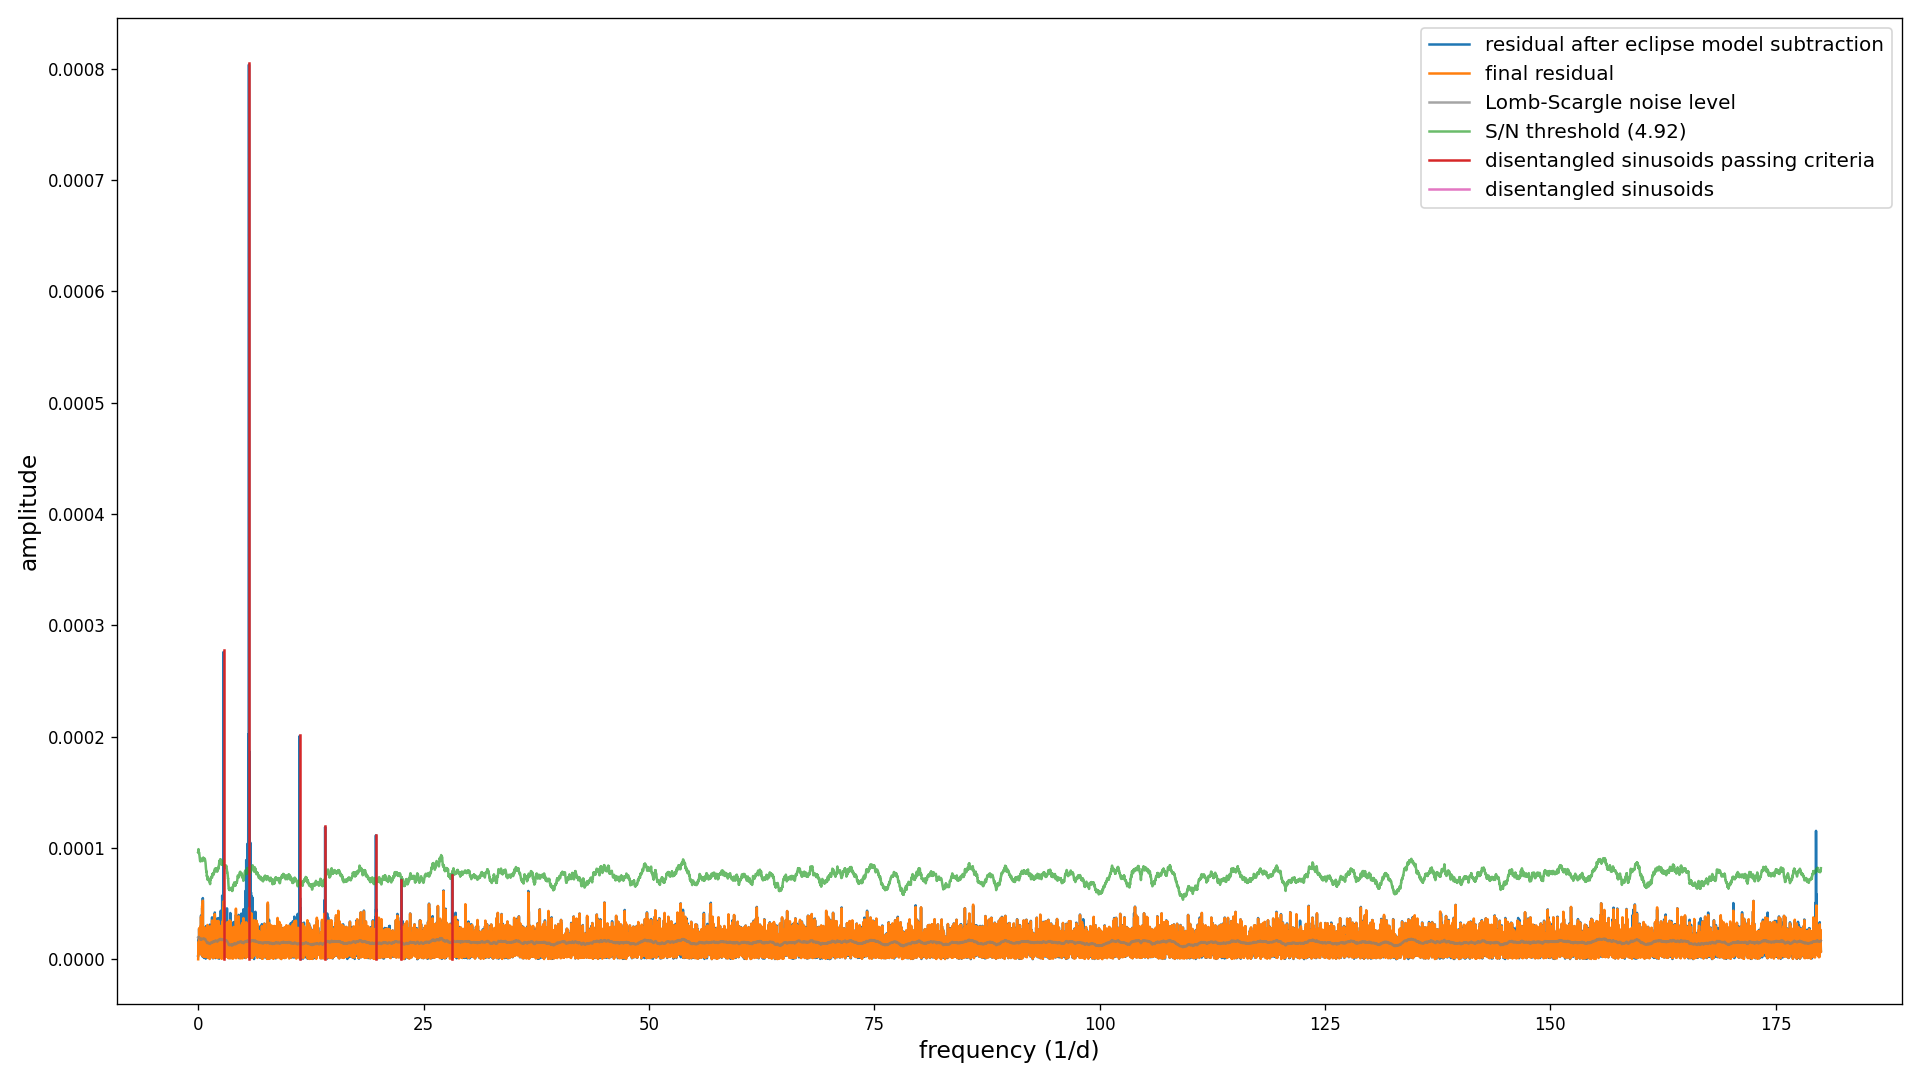 residual after eclipse model subtraction
final residual
Lomb-Scargle noise level
S/N threshold (4.92)
disentangled sinusoids passing criteria
disentangled sinusoids
0.0008
0.0007
0.0006
0.0005
0.0004
0.0003
0.0002
0.0001
0.0000
amplitude
0 25 50 75 100 125 150 175
frequency (1/d)